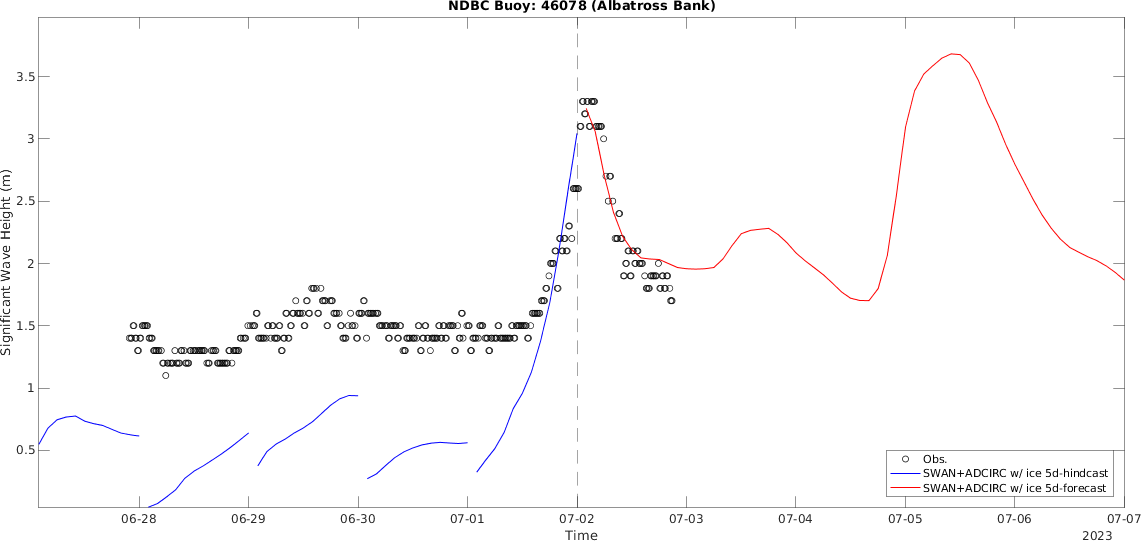 NDBC Buoy: 46078 (Albatross Bank)
Significant Wave Height (m)
3.5
3
2.5
2
1.5
1
0.5
Obs.
SWAN+ADCIRC w/ ice 5d-hindcast
SWAN+ADCIRC w/ ice 5d-forecast
06-28 06-29 06-30 07-01 07-02 07-03 07-04 07-05 07-06 07-07
Time
2023